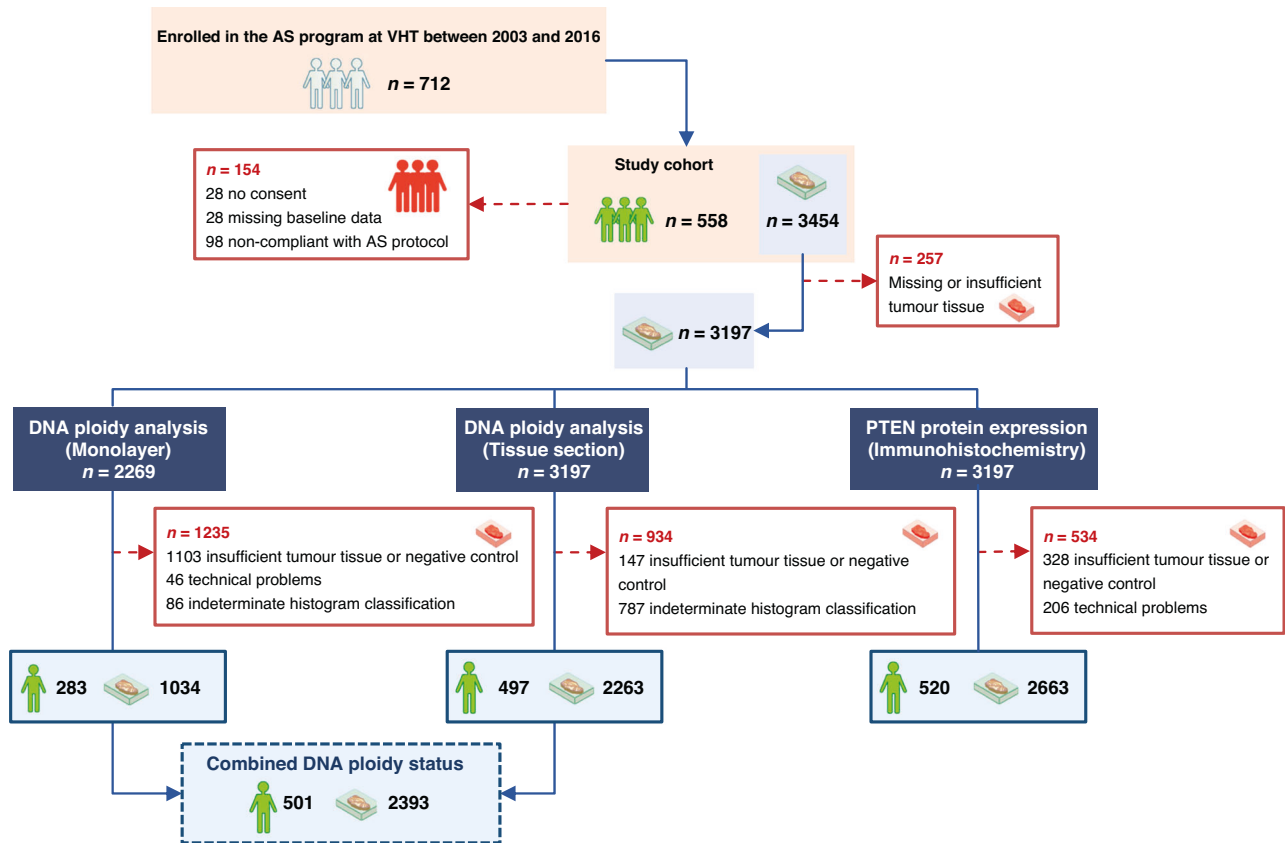 Enrolled in the AS program at VHT between 2003 and 2016
n = 712
n = 154
28 no consent
28 missing baseline data
98 non-compliant with AS protocol
Study cohort
n = 558
n = 3454
n = 257
Missing or insufficient
tumour tissue
n = 3197
DNA ploidy analysis
(Monolayer)
n = 2269
DNA ploidy analysis
(Tissue section)
n = 3197
PTEN protein expression
(Immunohistochemistry)
n = 3197
n = 1235
1103 insufficient tumour tissue or negative control
46 technical problems
86 indeterminate histogram classification
n = 934
147 insufficient tumour tissue or negative
control
787 indeterminate histogram classification
n = 534
328 insufficient tumour tissue or
negative control
206 technical problems
283 1034
497 2263
520 2663
Combined DNA ploidy status
501 2393